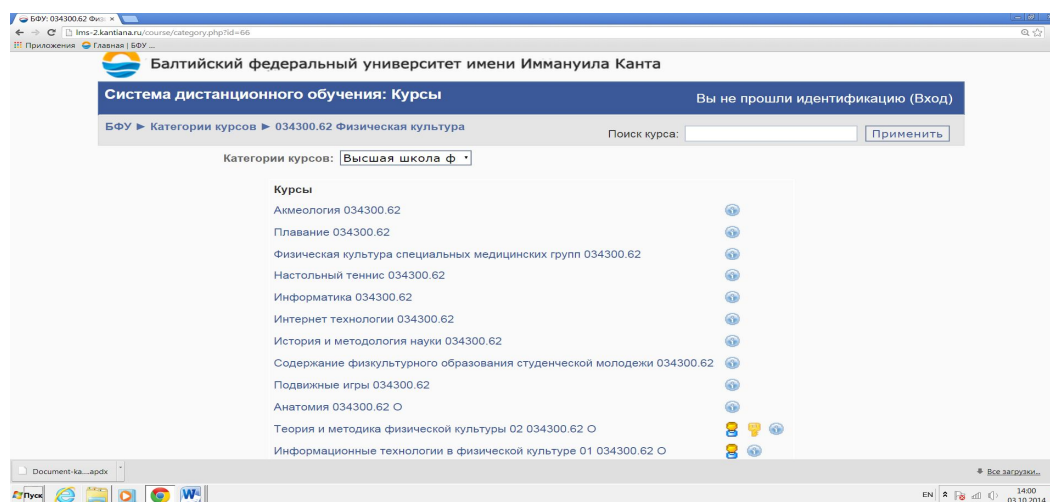 БФУ: 034300.62 Физ
lms-2.kantiana.ru/course/category.php?id=66
Приложения Главная | БФУ ...
Балтийский федеральный университет имени Иммануила Канта
Система дистанционного обучения: Курсы Вы не прошли идентификацию (Вход)
БФУ ► Категории курсов ► 034300.62 Физическая культура Поиск курса: Применить
Категории курсов: Высшая школа ф
Курсы
Акмеология 034300.62
Плавание 034300.62
Физическая культура специальных медицинских групп 034300.62
Настольный теннис 034300.62
Информатика 034300.62
Интернет технологии 034300.62
История и методология науки 034300.62
Содержание физкультурного образования студенческой молодежи 034300.62
Подвижные игры 034300.62
Анатомия 034300.62 О
Теория и методика физической культуры 02 034300.62 О
Информационные технологии в физической культуре 01 034300.62 О
Document-ka....apdx Все загрузки...
Пуск EN 14:00
03.10.2014